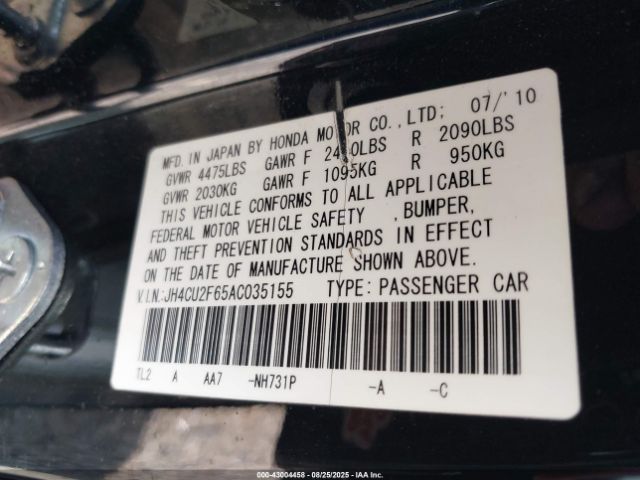 MFD. IN JAPAN BY HONDA MOTOR CO.,LTD; 07/'10
GVWR 4475LBS GAWR F LBS R 2090LBS
GVWR 2030KG GAWR F 1095KG R 950KG
THIS VEHICLE CONFORMS TO ALL APPLICABLE
FEDERAL MOTOR VEHICLE SAFETY ,BUMPER,
AND THEFT PREVENTION STANDARDS IN EFFECT
ON THE DATE OF MANUFACTURE SHOWN ABOVE.
V.I.N.:JH4CU2F65AC035155 TYPE:PASSENGER CAR
TL2 A AA7 -NH731P -A -C
000-43004458 - 08/25/2025 - IAA Inc.